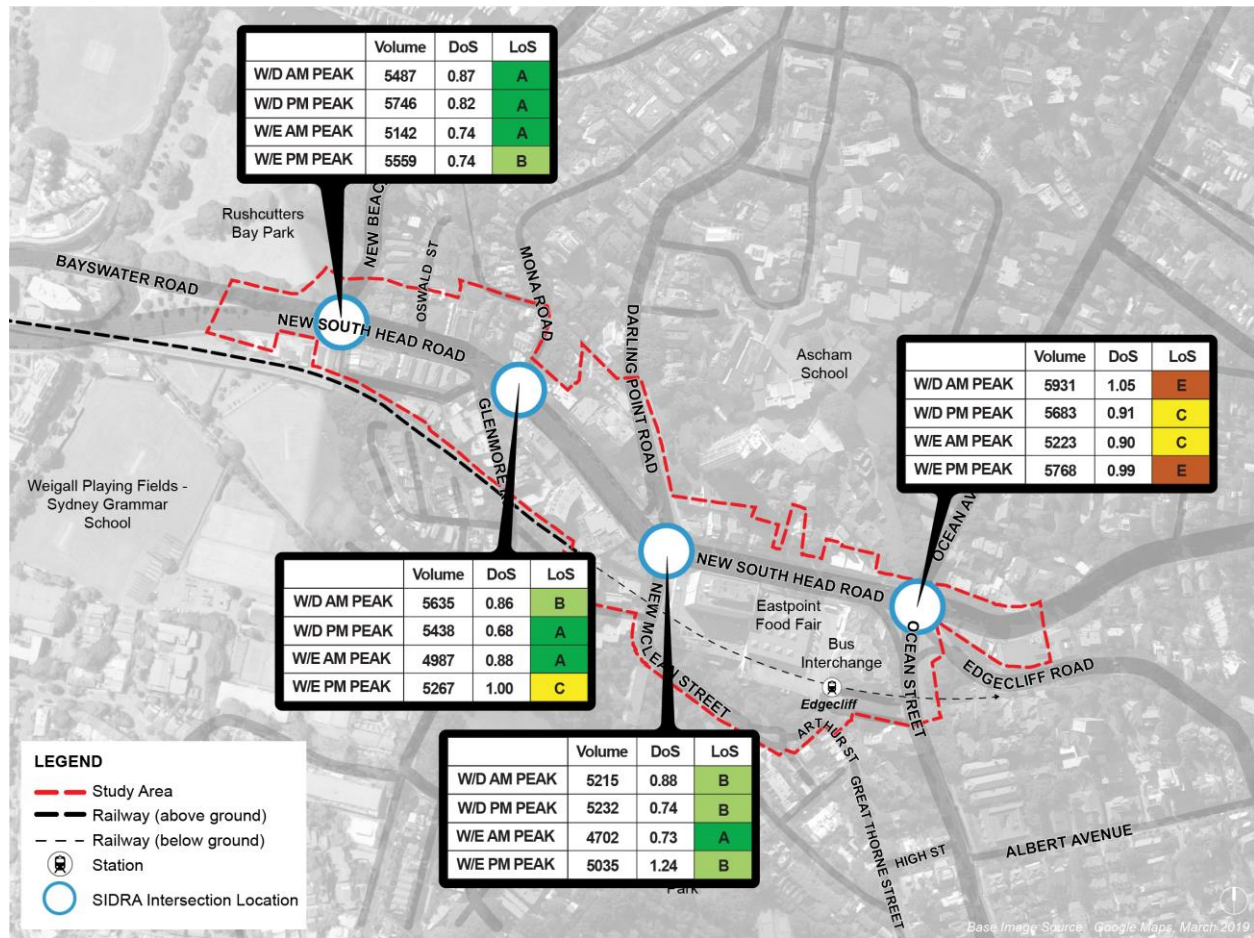 Volume DoS LoS
W/D AM PEAK 5487 0.87 A
W/D PM PEAK 5746 0.82 A
W/E AM PEAK 5142 0.74 A
W/E PM PEAK 5559 0.74 B
Rushcutters
Bay Park
NEW BEAC
OSWALD ST
BAYSWATER ROAD
NEW SOUTH HEAD ROAD
MONA ROAD
DARLING POINT ROAD
Ascham
School
Volume DoS LoS
W/D AM PEAK 5931 1.05 E
W/D PM PEAK 5683 0.91 C
W/E AM PEAK 5223 0.90 C
W/E PM PEAK 5768 0.99 E
OCEAN AV
GLENMORE
Weigall Playing Fields -
Sydney Grammar
School
Volume DoS LoS
W/D AM PEAK 5635 0.86 B
W/D PM PEAK 5438 0.68 A
W/E AM PEAK 4987 0.88 A
W/E PM PEAK 5267 1.00 C
NEW SOUTH HEAD ROAD
NEW MCLEAN STREET
Eastpoint
Food Fair
Bus
Interchange
Edgecliff
OCEAN STREET
EDGECLIFF ROAD
ARTHUR ST
GREAT THORNE STREET
HIGH ST
ALBERT AVENUE
Volume DoS LoS
W/D AM PEAK 5215 0.88 B
W/D PM PEAK 5232 0.74 B
W/E AM PEAK 4702 0.73 A
W/E PM PEAK 5035 1.24 B
Park
LEGEND
Study Area
Railway (above ground)
Railway (below ground)
Station
SIDRA Intersection Location
Base Image Source: Google Maps, March 2019